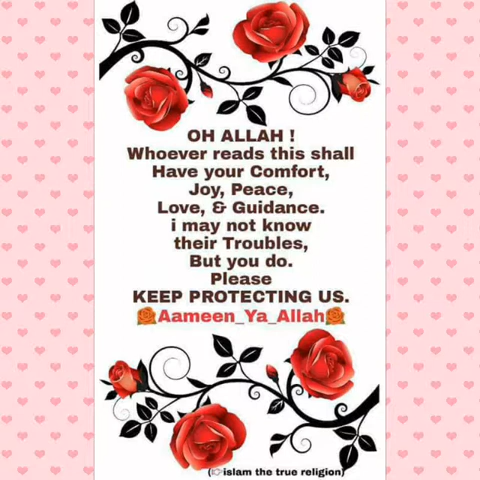 OH ALLAH !
Whoever reads this shall
Have your Comfort,
Joy, Peace,
Love, & Guidance.
i may not know
their Troubles,
But you do.
Please
KEEP PROTECTING US.
🌹Aameen_Ya_Allah🌹
(👉islam the true religion)